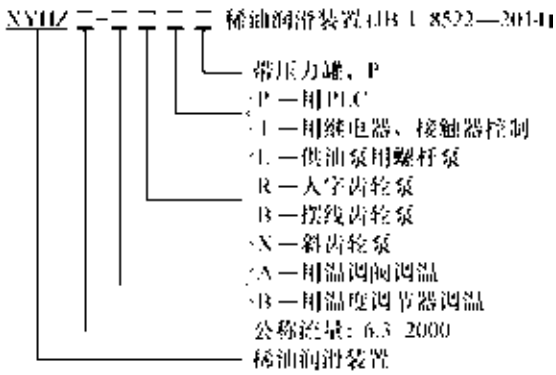 XYHZ □-□ □ □ □ 稀油润滑装置(JB/T 8522—2014)
带压力罐、P
P —用PLC
J —用继电器、接触器控制
L —供油泵用螺杆泵
R —人字齿轮泵
B —摆线齿轮泵
X —斜齿轮泵
A —用温调阀调温
B —用温度调节器调温
公称流量: 6.3~2000
稀油润滑装置